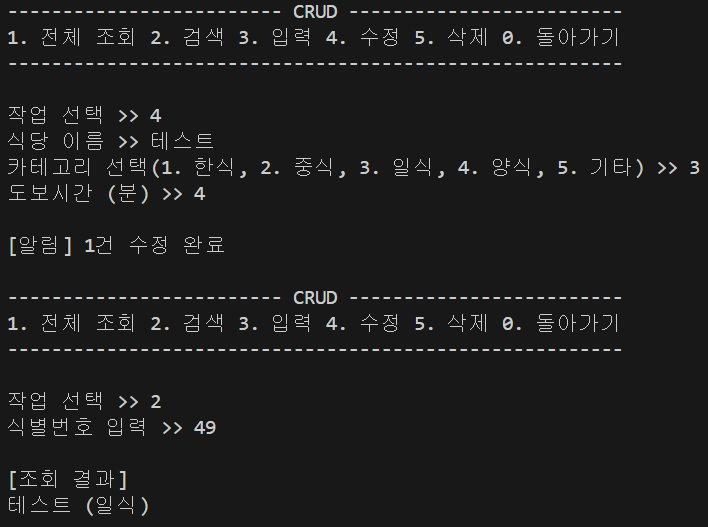 ------------------------- CRUD -------------------------
1. 전체 조회 2. 검색 3. 입력 4. 수정 5. 삭제 0. 돌아가기
--------------------------------------------------------
작업 선택 >> 4
식당 이름 >> 테스트
카테고리 선택(1. 한식, 2. 중식, 3. 일식, 4. 양식, 5. 기타) >> 3
도보시간 (분) >> 4
[알림] 1건 수정 완료
------------------------- CRUD -------------------------
1. 전체 조회 2. 검색 3. 입력 4. 수정 5. 삭제 0. 돌아가기
--------------------------------------------------------
작업 선택 >> 2
식별번호 입력 >> 49
[조회 결과]
테스트 (일식)